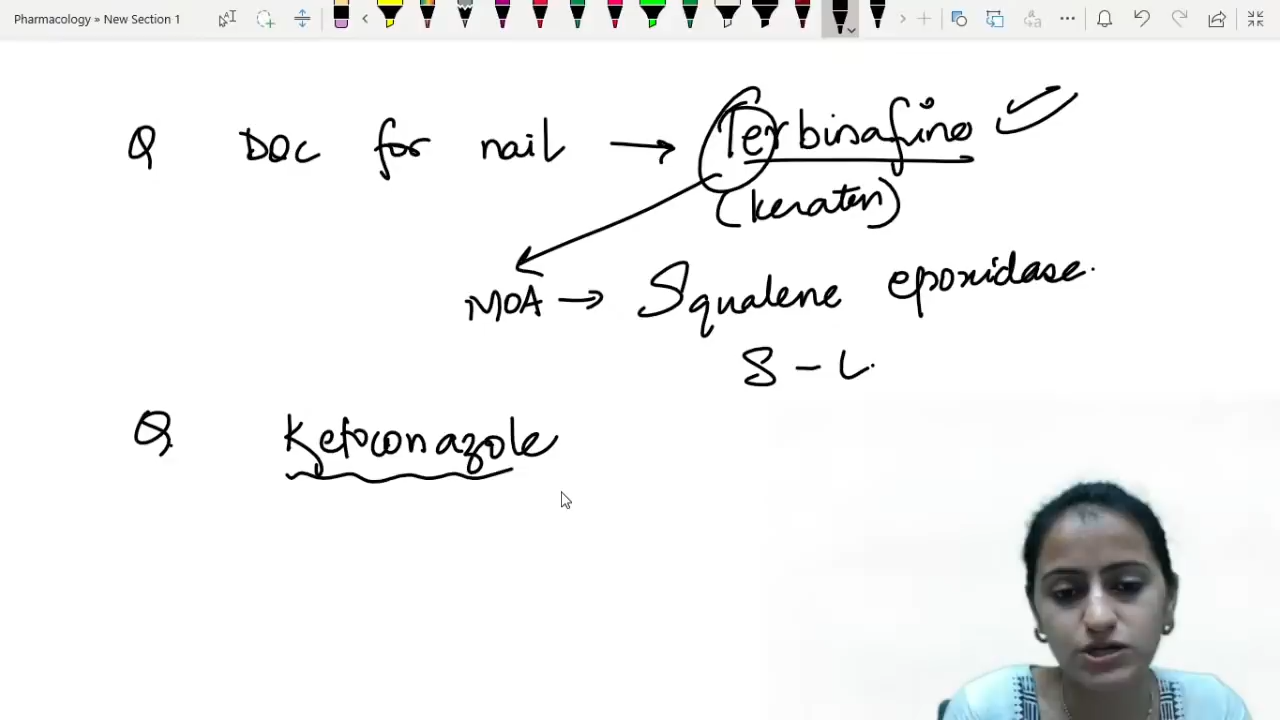 Pharmacology » New Section 1
Q DOC for nail → Terbinafine
(keratin)
MOA → Squalene epoxidase.
S - L
Q Ketoconazole